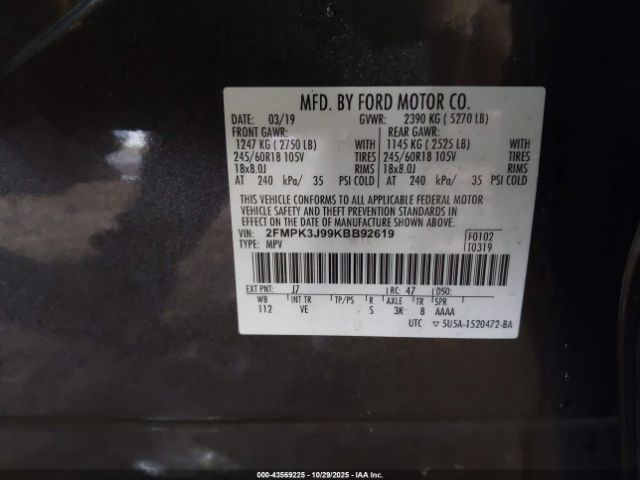 MFD. BY FORD MOTOR CO.
DATE: 03/19 GVWR: 2390 KG ( 5270 LB)
FRONT GAWR: REAR GAWR:
1247 KG ( 2750 LB) WITH 1145 KG ( 2525 LB) WITH
245/60R18 105V TIRES 245/60R18 105V TIRES
18x8.0J RIMS 18x8.0J RIMS
AT 240 kPa/ 35 PSI COLD AT 240 kPa/ 35 PSI COLD
THIS VEHICLE CONFORMS TO ALL APPLICABLE FEDERAL MOTOR
VEHICLE SAFETY AND THEFT PREVENTION STANDARDS IN
EFFECT ON THE DATE OF MANUFACTURE SHOWN ABOVE.
VIN: 2FMPK3J99KBB92619 F0102
TYPE: MPV T0319
EXT PNT: J7 RC: 47 DSO:
WB INT TR TP/PS R AXLE TR SPR
112 VE S 3K 8 AAAA
UTC ▽ 5U5A-1520472-BA
000-43569225 - 10/29/2025 - IAA Inc.